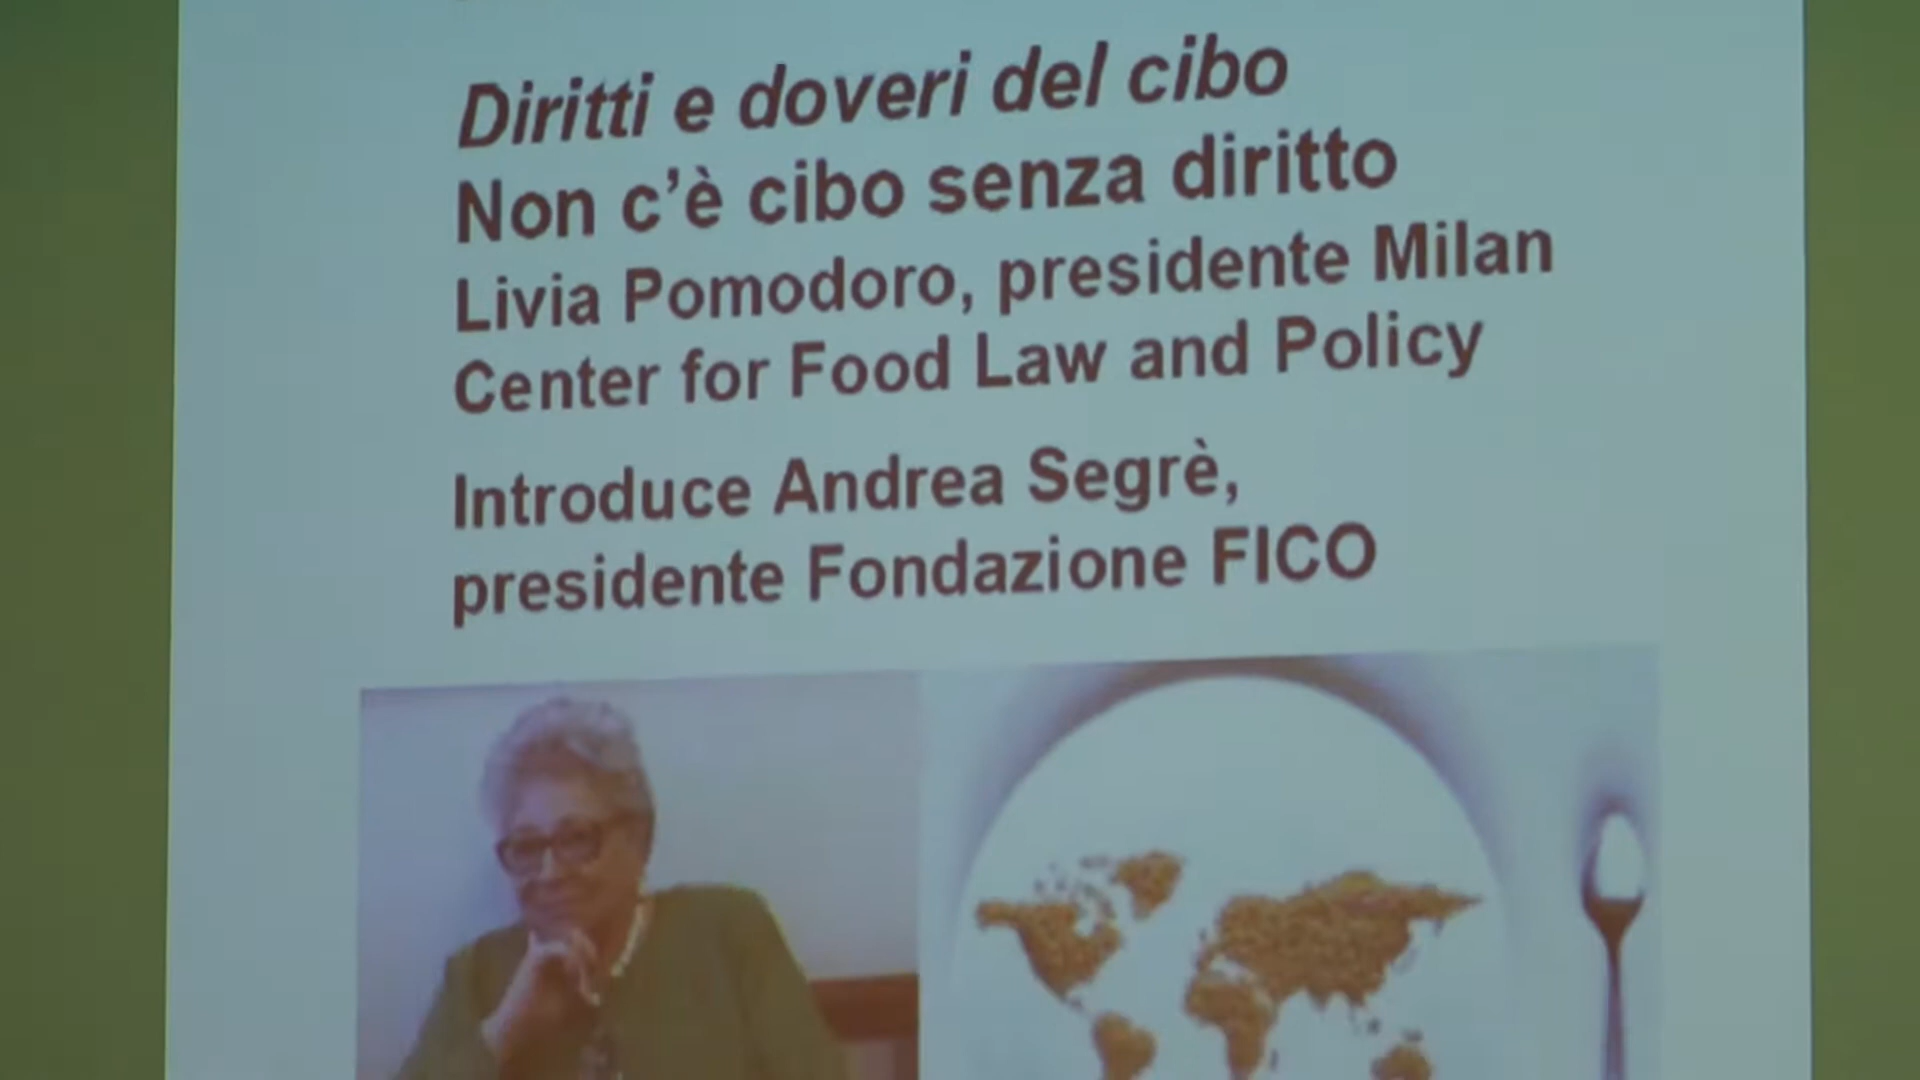 Diritti e doveri del cibo
Non c'è cibo senza diritto
Livia Pomodoro, presidente Milan
Center for Food Law and Policy
Introduce Andrea Segrè,
presidente Fondazione FICO